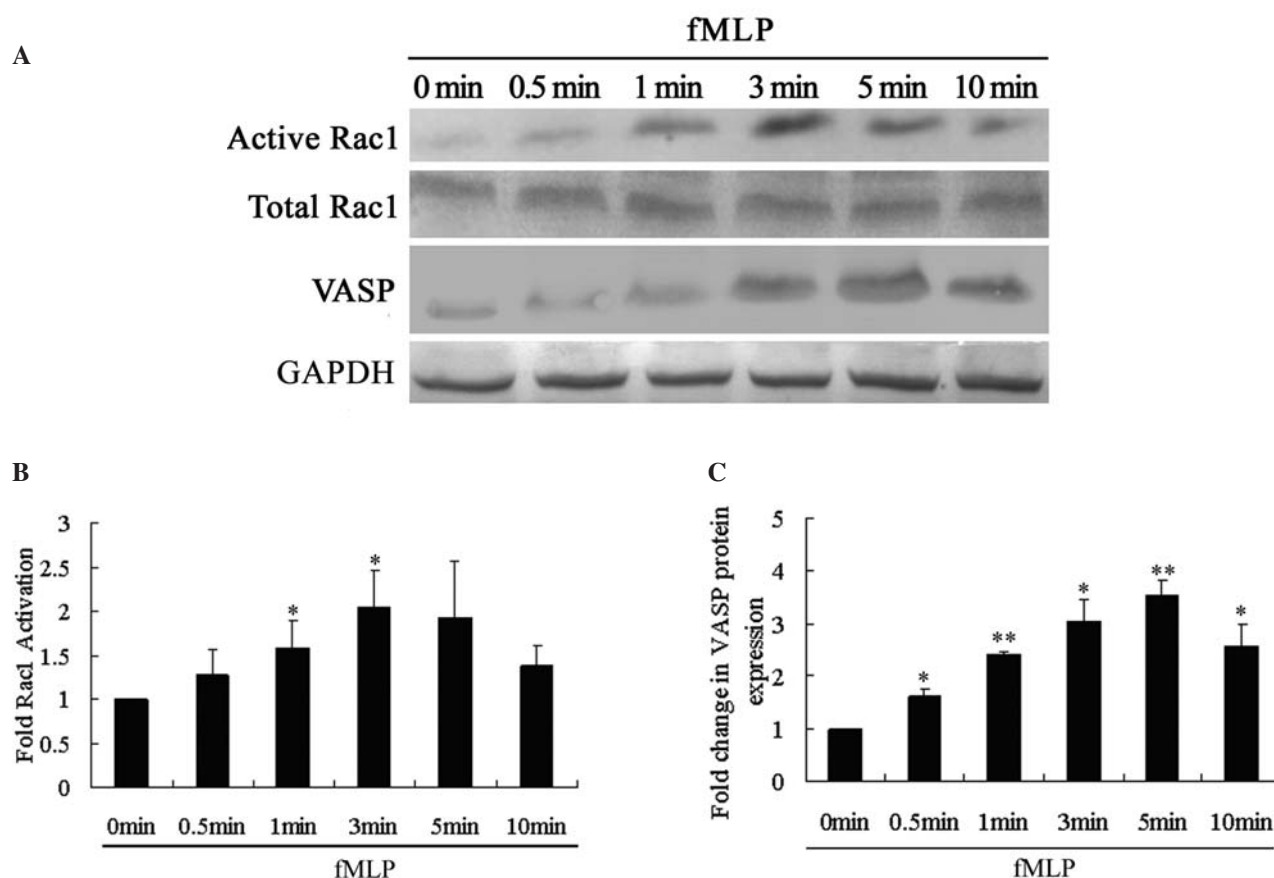 A
fMLP
0 min 0.5 min 1 min 3 min 5 min 10 min
Active Rac1
Total Rac1
VASP
GAPDH
B
Fold Rac1 Activation
3
2.5
2
1.5
1
0.5
0
* *
0min 0.5min 1min 3min 5min 10min
fMLP
C
Fold change in VASP protein
expression
5
4
3
2
1
0
* ** * ** *
0min 0.5min 1min 3min 5min 10min
fMLP